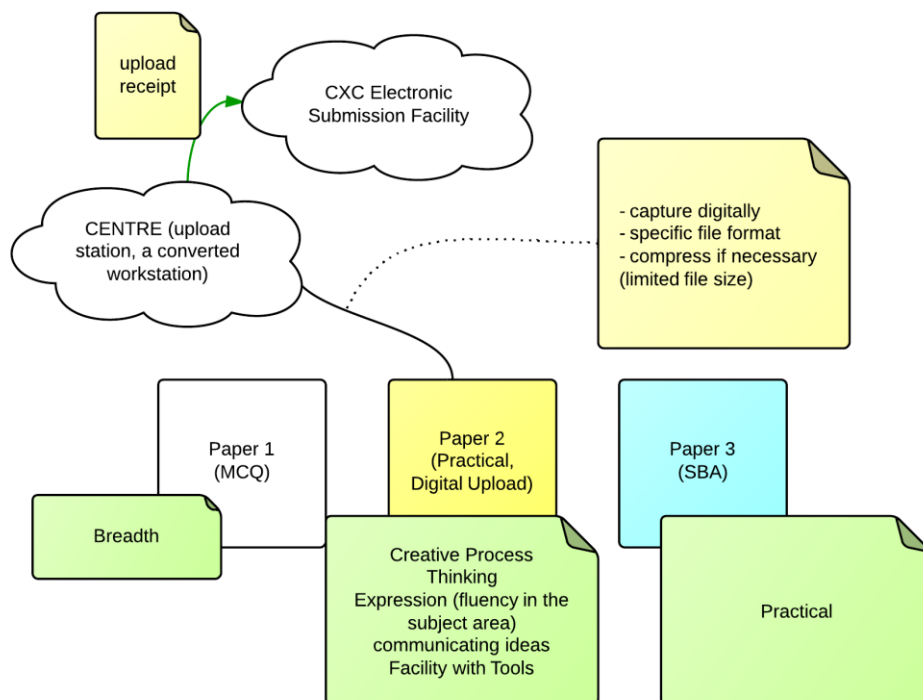 upload
receipt
CXC Electronic
Submission Facility
CENTRE (upload
station, a converted
workstation)
- capture digitally
- specific file format
- compress if necessary
(limited file size)
Paper 1
(MCQ)
Paper 2
(Practical,
Digital Upload)
Paper 3
(SBA)
Breadth
Creative Process
Thinking
Expression (fluency in the
subject area)
communicating ideas
Facility with Tools
Practical